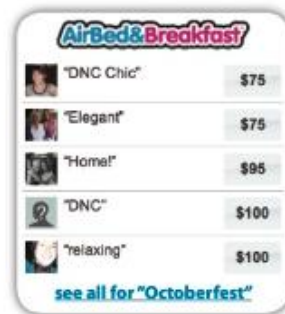 AirBed&Breakfast
"DNC Chic" $75
"Elegant" $75
"Home!" $95
"DNC" $100
"relaxing" $100
see all for "Octoberfest"